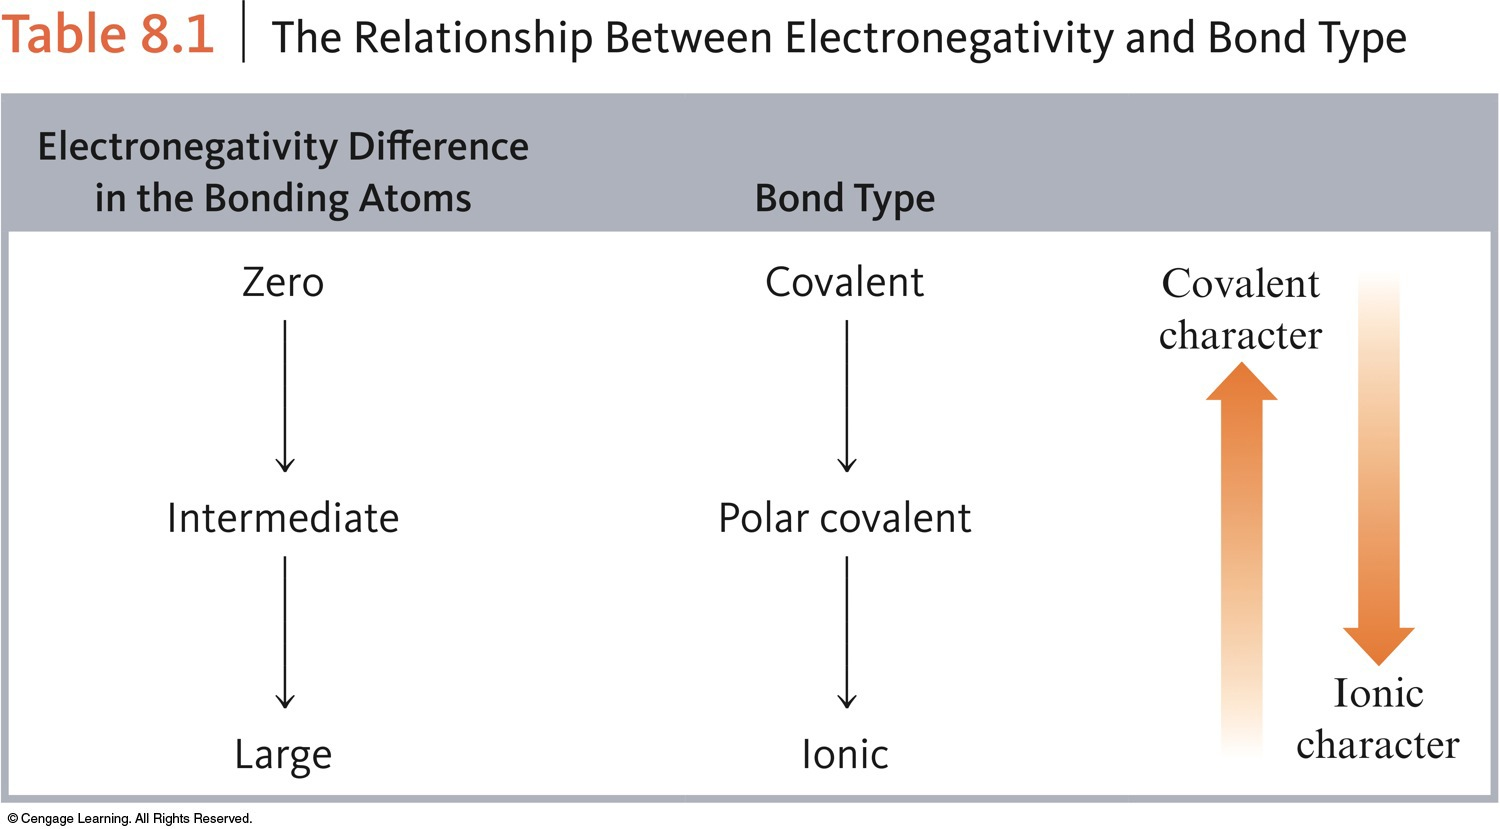 Table 8.1 | The Relationship Between Electronegativity and Bond Type
Electronegativity Difference
in the Bonding Atoms
Bond Type
Zero
Covalent
Covalent
character
Intermediate
Polar covalent
Large
Ionic
Ionic
character
© Cengage Learning. All Rights Reserved.